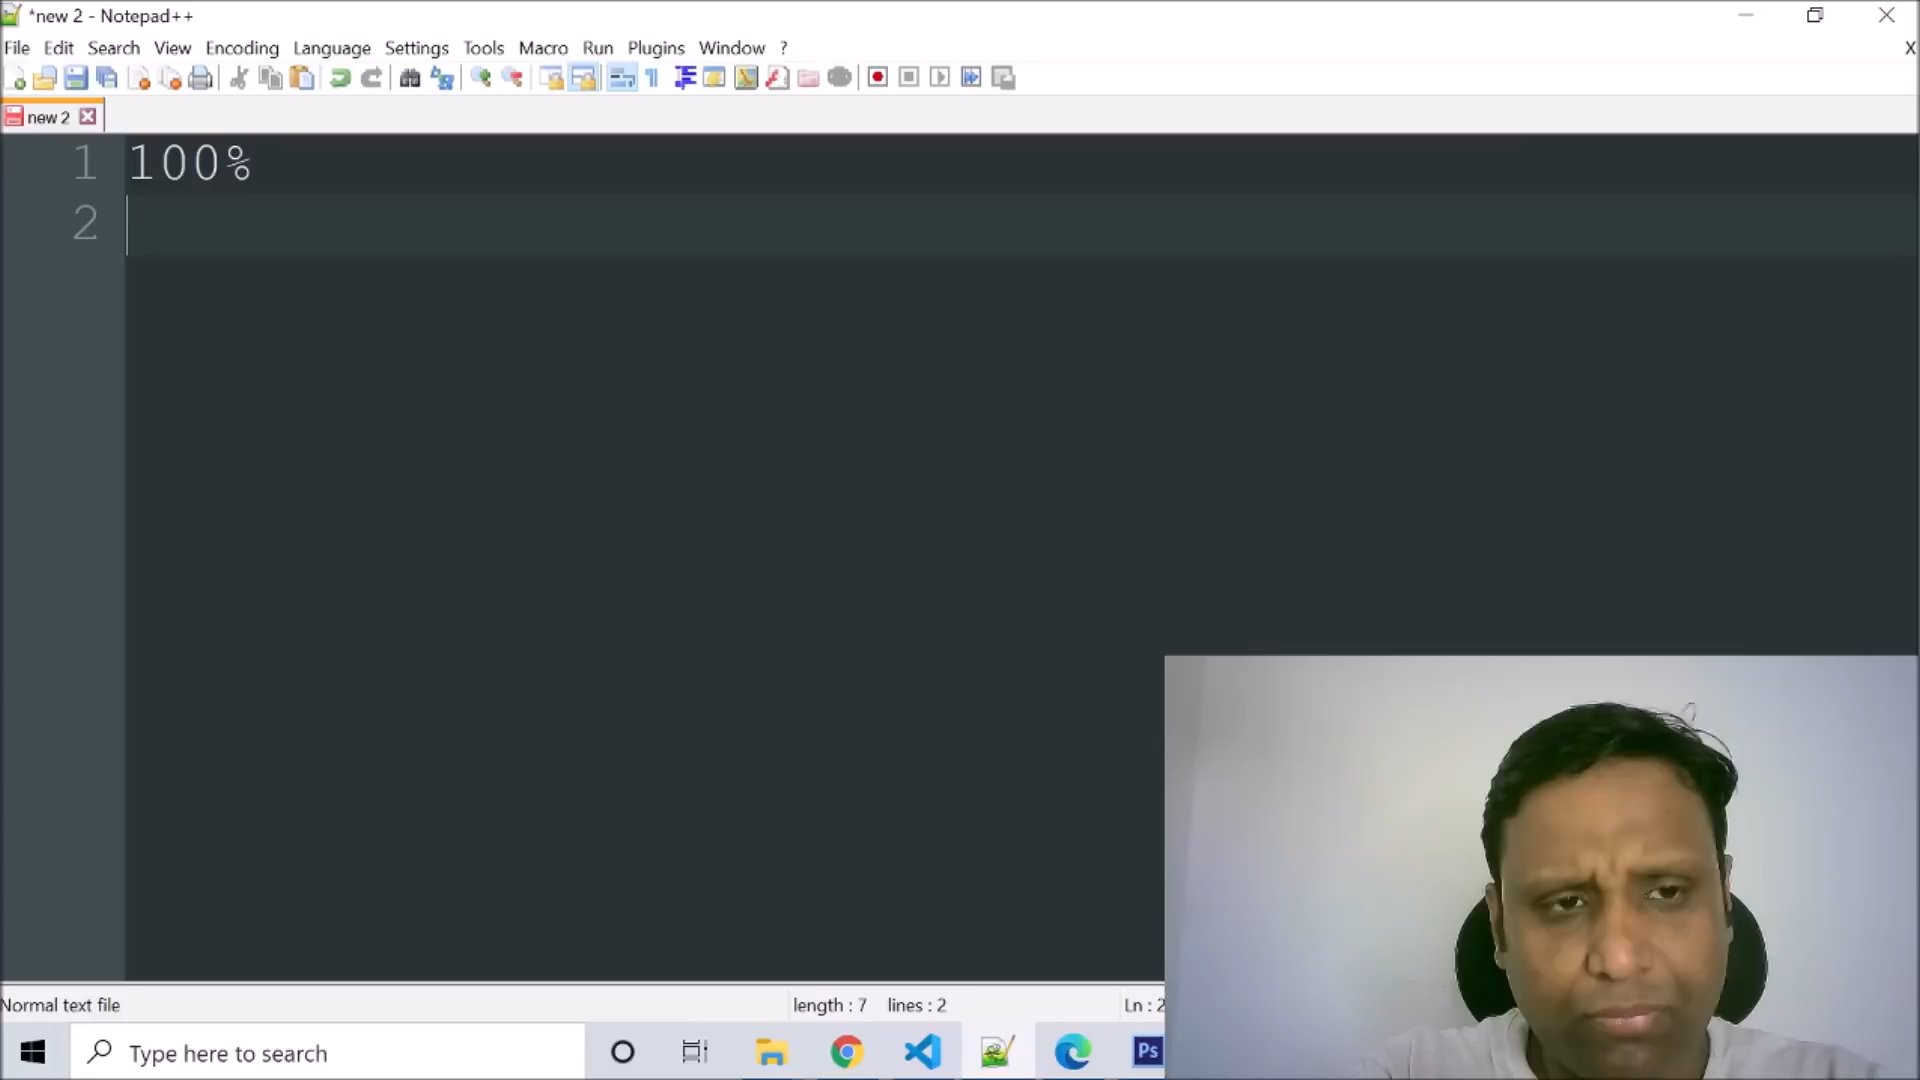 *new 2 - Notepad++
File Edit Search View Encoding Language Settings Tools Macro Run Plugins Window ?
X
new 2
1 100%
2
Normal text file length : 7 lines : 2 Ln : 2
Type here to search
Ps